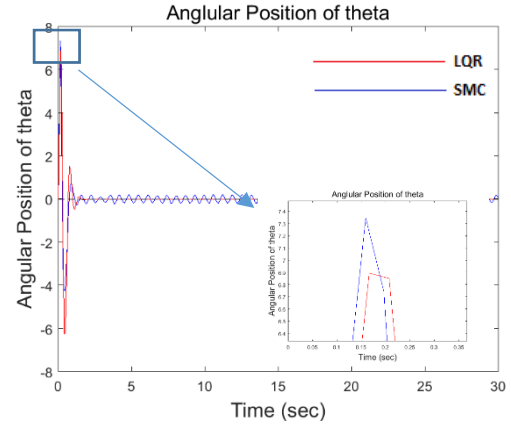 Anglular Position of theta
Angular Position of theta
8
6
4
2
0
-2
-4
-6
-8
LQR
SMC
Anglular Position of theta
Angular Position of theta
7.4
7.3
7.2
7.1
7
6.9
6.8
6.7
6.6
6.5
6.4
0 0.05 0.1 0.15 0.2 0.25 0.3 0.35
Time (sec)
0 5 10 15 20 25 30
Time (sec)